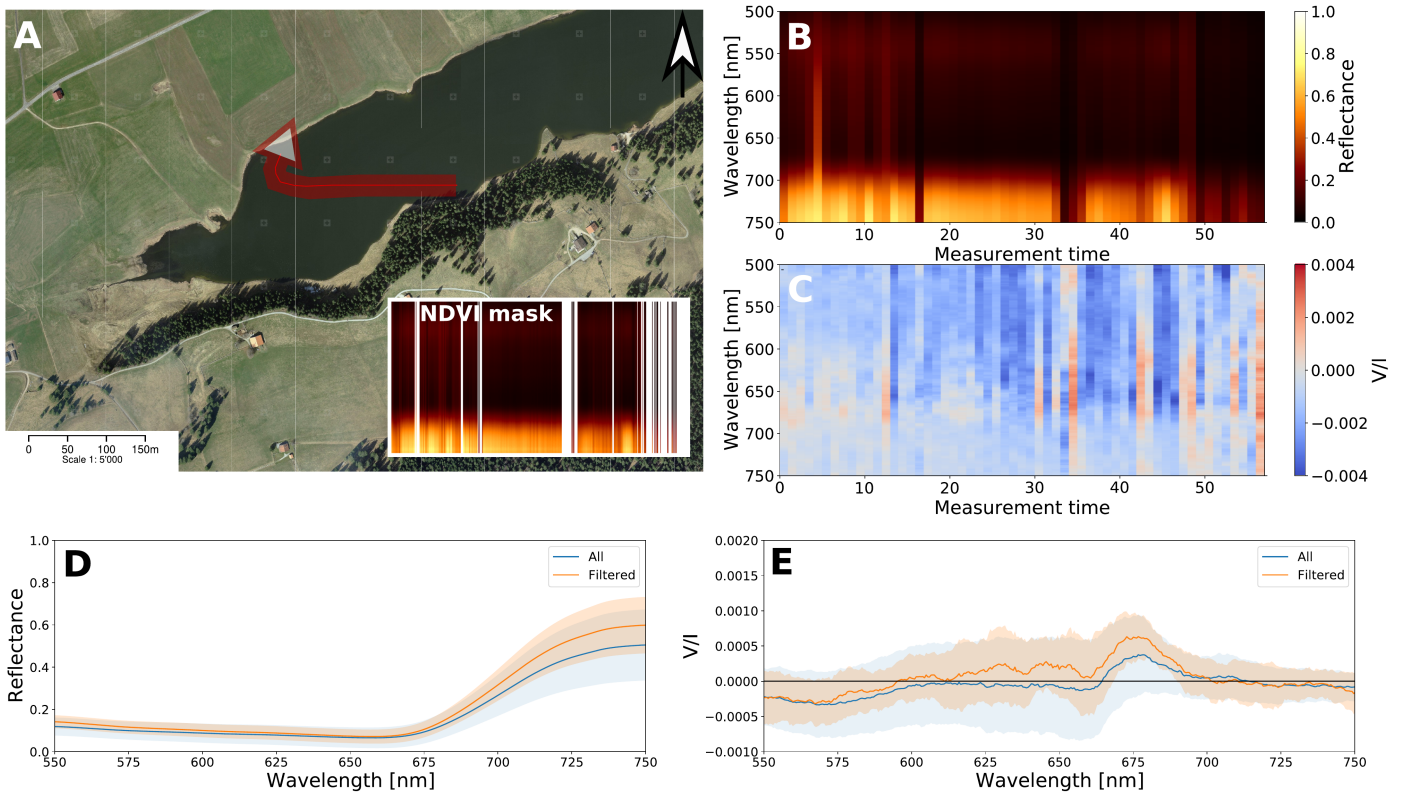 A
NDVI mask
0 50 100 150m
Scale 1: 5'000
B
500
550
600
650
700
750
Wavelength [nm]
0 10 20 30 40 50
Measurement time
1.0
0.8
0.6
0.4
0.2
0.0
Reflectance
C
500
550
600
650
700
750
Wavelength [nm]
0 10 20 30 40 50
Measurement time
0.004
0.002
0.000
−0.002
−0.004
V/I
D
All
Filtered
1.0
0.8
0.6
0.4
0.2
0.0
Reflectance
550 575 600 625 650 675 700 725 750
Wavelength [nm]
E
All
Filtered
0.0020
0.0015
0.0010
0.0005
0.0000
−0.0005
−0.0010
V/I
550 575 600 625 650 675 700 725 750
Wavelength [nm]